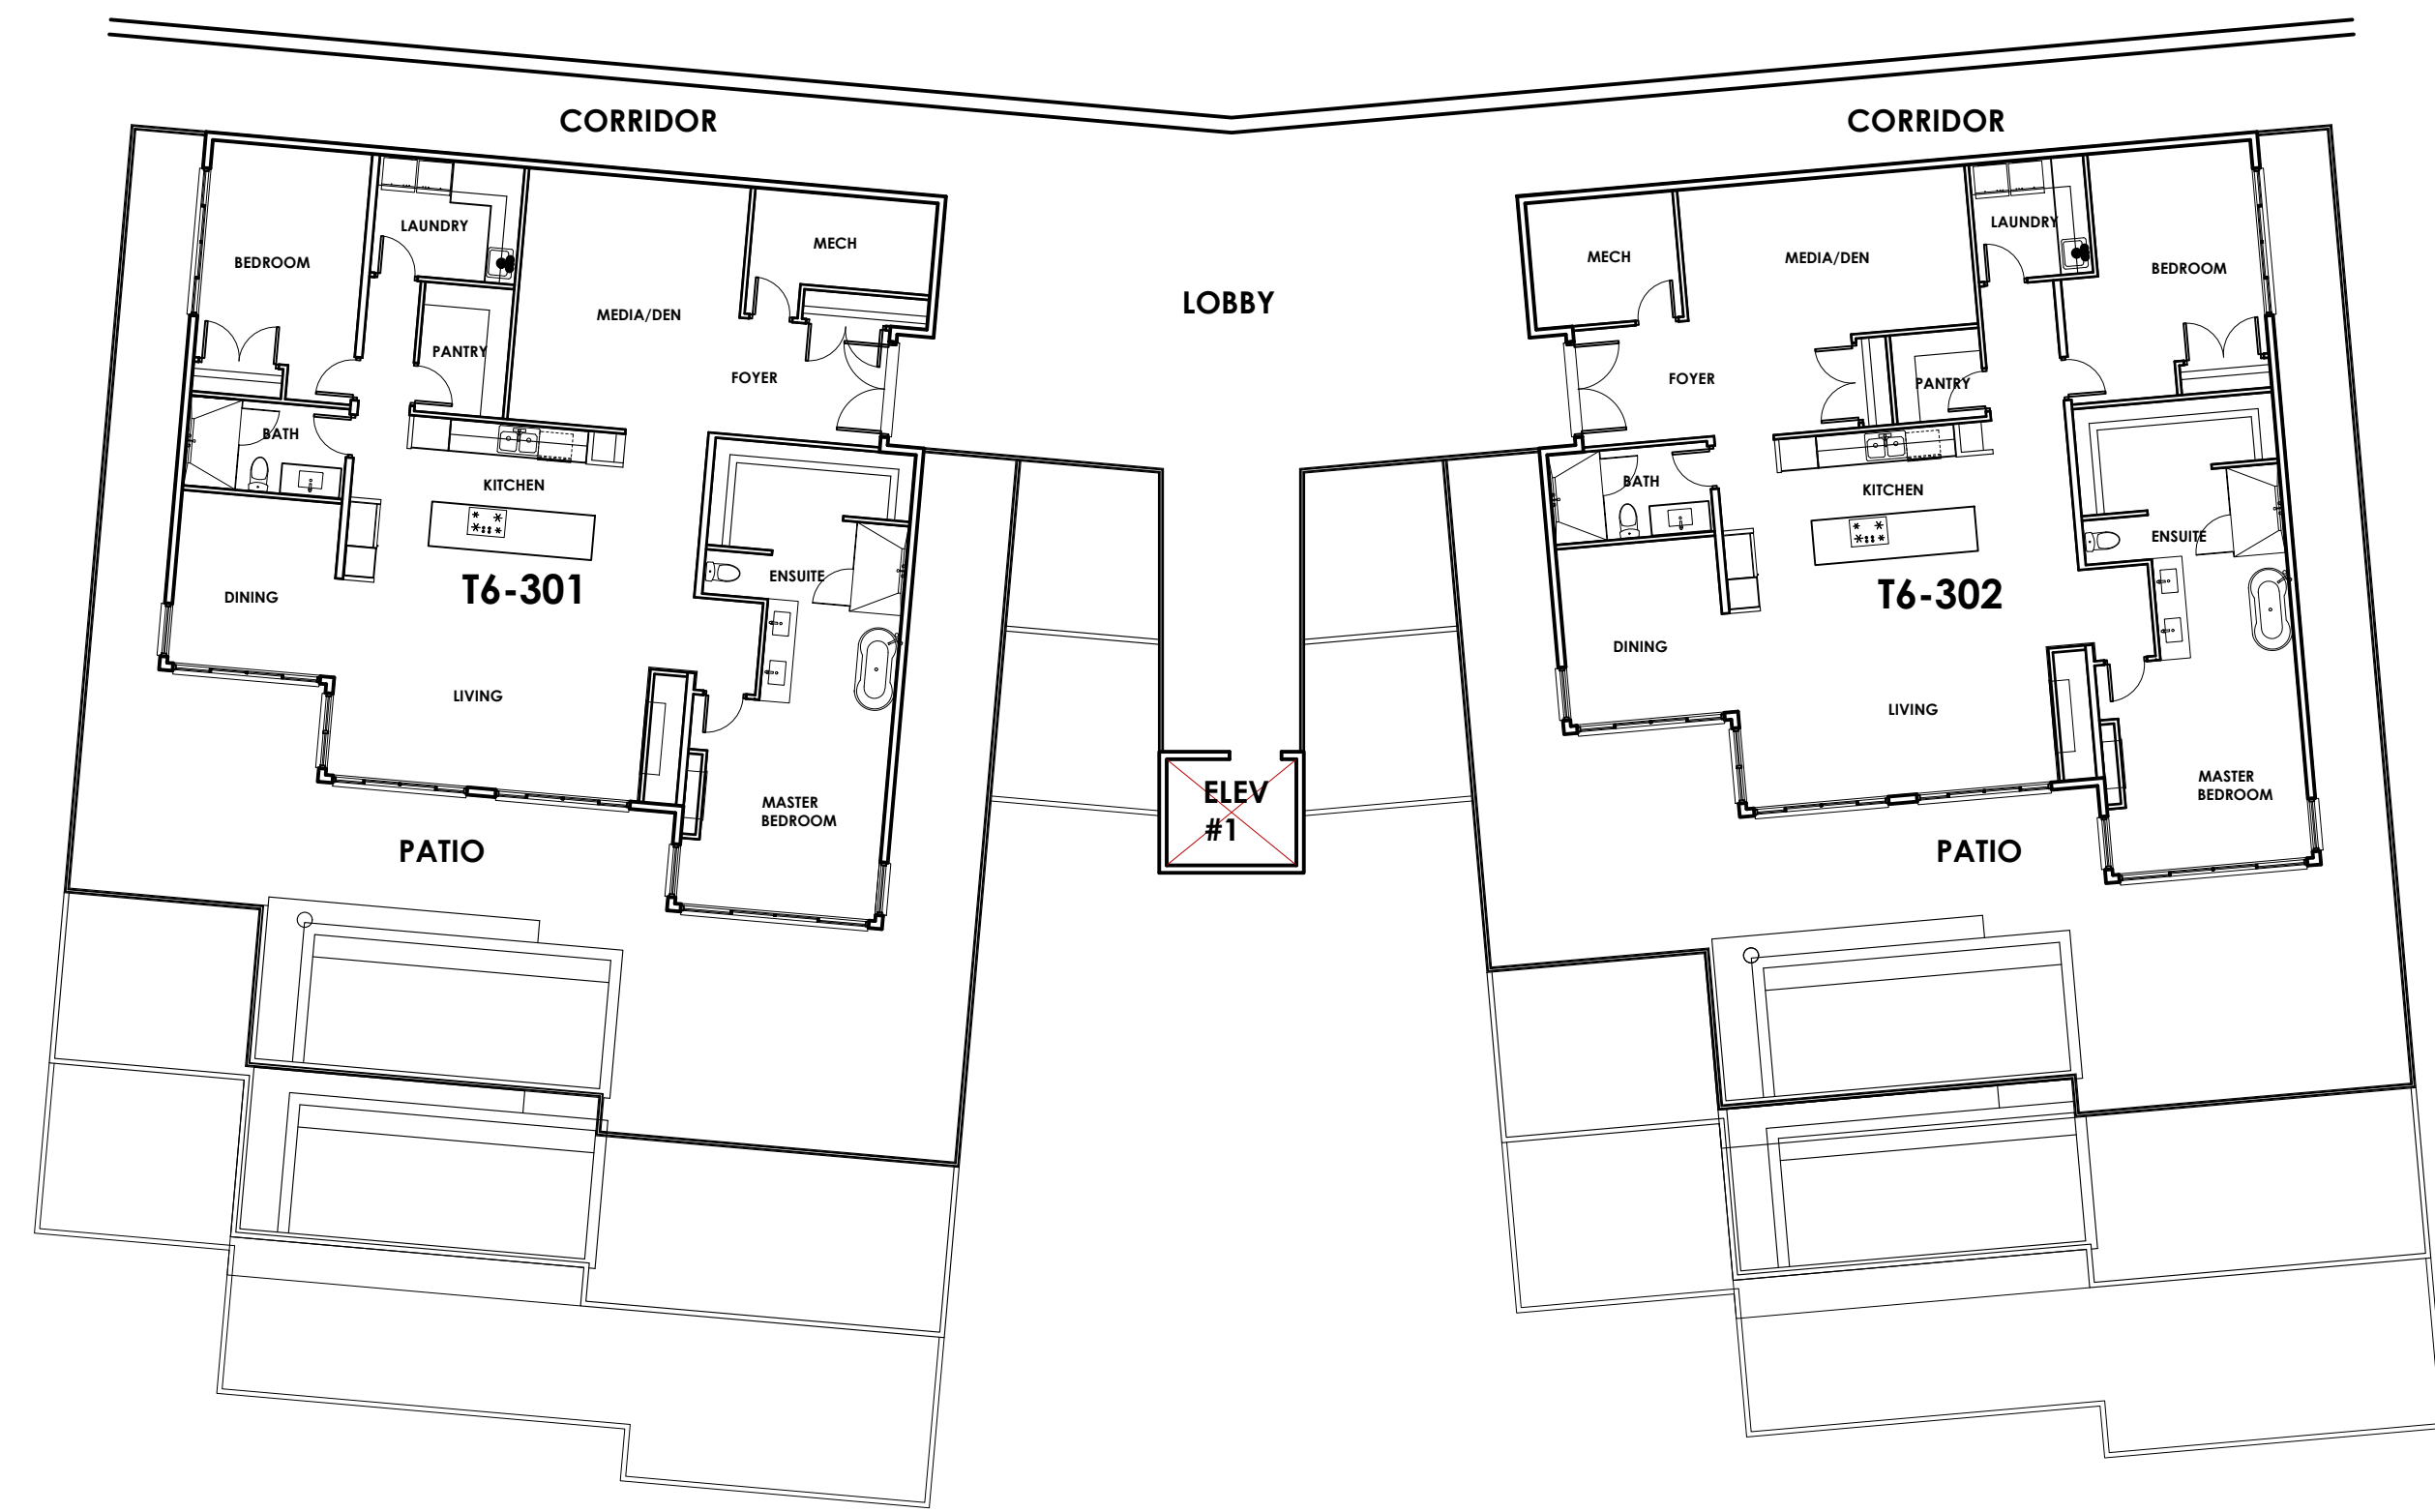 CORRIDOR
CORRIDOR
LOBBY
BEDROOM
LAUNDRY
MECH
MEDIA/DEN
PANTRY
FOYER
BATH
KITCHEN
T6-301
ENSUITE
DINING
LIVING
MASTER
BEDROOM
PATIO
ELEV
#1
MECH
MEDIA/DEN
LAUNDRY
BEDROOM
FOYER
PANTRY
BATH
KITCHEN
ENSUITE
T6-302
DINING
LIVING
MASTER
BEDROOM
PATIO